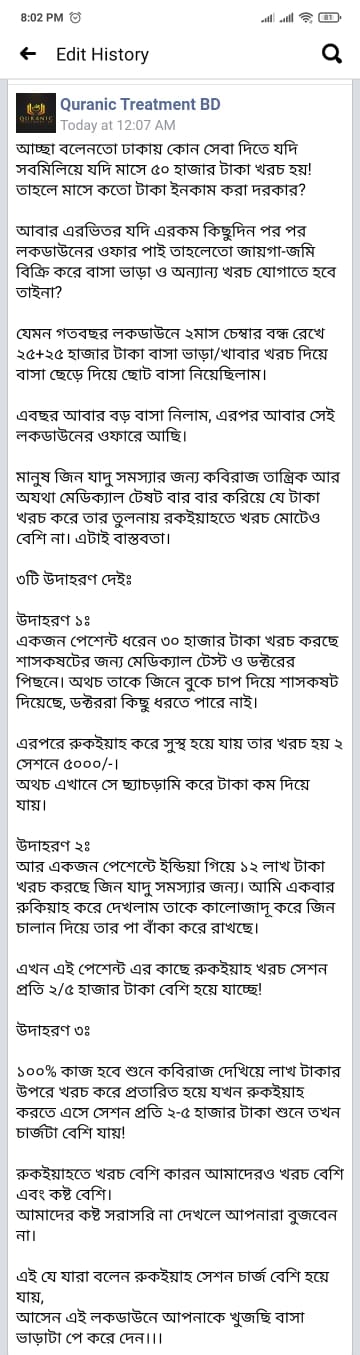 8:02 PM
81
Edit History
QURANIC
Quranic Treatment BD
Today at 12:07 AM
আচ্ছা বলেনতো ঢাকায় কোন সেবা দিতে যদি
সবমিলিয়ে যদি মাসে ৫০ হাজার টাকা খরচ হয়!
তাহলে মাসে কতো টাকা ইনকাম করা দরকার?
আবার এরভিতর যদি এরকম কিছুদিন পর পর
লকডাউনের ওফার পাই তাহলেতো জায়গা-জমি
বিক্রি করে বাসা ভাড়া ও অন্যান্য খরচ যোগাতে হবে
তাইনা?
যেমন গতবছর লকডাউনে ২মাস চেম্বার বন্ধ রেখে
২৫+২৫ হাজার টাকা বাসা ভাড়া/খাবার খরচ দিয়ে
বাসা ছেড়ে দিয়ে ছোট বাসা নিয়েছিলাম।
এবছর আবার বড় বাসা নিলাম, এরপর আবার সেই
লকডাউনের ওফারে আছি।
মানুষ জিন যাদু সমস্যার জন্য কবিরাজ তান্ত্রিক আর
অযথা মেডিক্যাল টেষট বার বার করিয়ে যে টাকা
খরচ করে তার তুলনায় রকইয়াহতে খরচ মোটেও
বেশি না। এটাই বাস্তবতা।
৩টি উদাহরণ দেইঃ
উদাহরণ ১ঃ
একজন পেশেন্ট ধরেন ৩০ হাজার টাকা খরচ করছে
শাসকষটের জন্য মেডিক্যাল টেস্ট ও ডক্টরের
পিছনে। অথচ তাকে জিনে বুকে চাপ দিয়ে শাসকষট
দিয়েছে, ডক্টররা কিছু ধরতে পারে নাই।
এরপরে রুকইয়াহ করে সুস্থ হয়ে যায় তার খরচ হয় ২
সেশনে ৫০০০/-।
অথচ এখানে সে ছ্যাচড়ামি করে টাকা কম দিয়ে
যায়।
উদাহরণ ২ঃ
আর একজন পেশেন্টে ইন্ডিয়া গিয়ে ১২ লাখ টাকা
খরচ করছে জিন যাদু সমস্যার জন্য। আমি একবার
রুকিয়াহ করে দেখলাম তাকে কালোজাদূ করে জিন
চালান দিয়ে তার পা বাঁকা করে রাখছে।
এখন এই পেশেন্ট এর কাছে রুকইয়াহ খরচ সেশন
প্রতি ২/৫ হাজার টাকা বেশি হয়ে যাচ্ছে!
উদাহরণ ৩ঃ
১০০% কাজ হবে শুনে কবিরাজ দেখিয়ে লাখ টাকার
উপরে খরচ করে প্রতারিত হয়ে যখন রুকইয়াহ
করতে এসে সেশন প্রতি ২-৫ হাজার টাকা শুনে তখন
চার্জটা বেশি যায়!
রুকইয়াহতে খরচ বেশি কারন আমাদেরও খরচ বেশি
এবং কষ্ট বেশি।
আমাদের কষ্ট সরাসরি না দেখলে আপনারা বুজবেন
না।
এই যে যারা বলেন রুকইয়াহ সেশন চার্জ বেশি হয়ে
যায়,
আসেন এই লকডাউনে আপনাকে খুজছি বাসা
ভাড়াটা পে করে দেন।।।